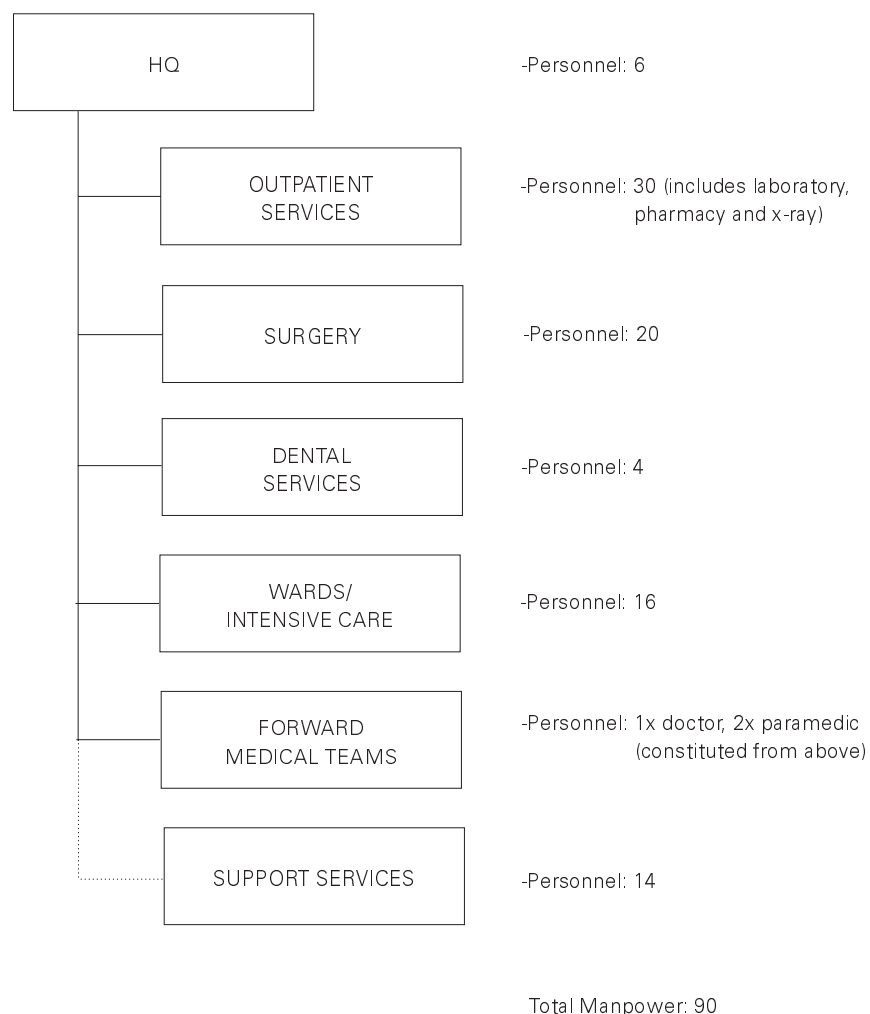 HQ
-Personnel: 6
OUTPATIENT
SERVICES
-Personnel: 30 (includes laboratory,
pharmacy and x-ray)
SURGERY
-Personnel: 20
DENTAL
SERVICES
-Personnel: 4
WARDS/
INTENSIVE CARE
-Personnel: 16
FORWARD
MEDICAL TEAMS
-Personnel: 1x doctor, 2x paramedic
(constituted from above)
SUPPORT SERVICES
-Personnel: 14
Total Manpower: 90